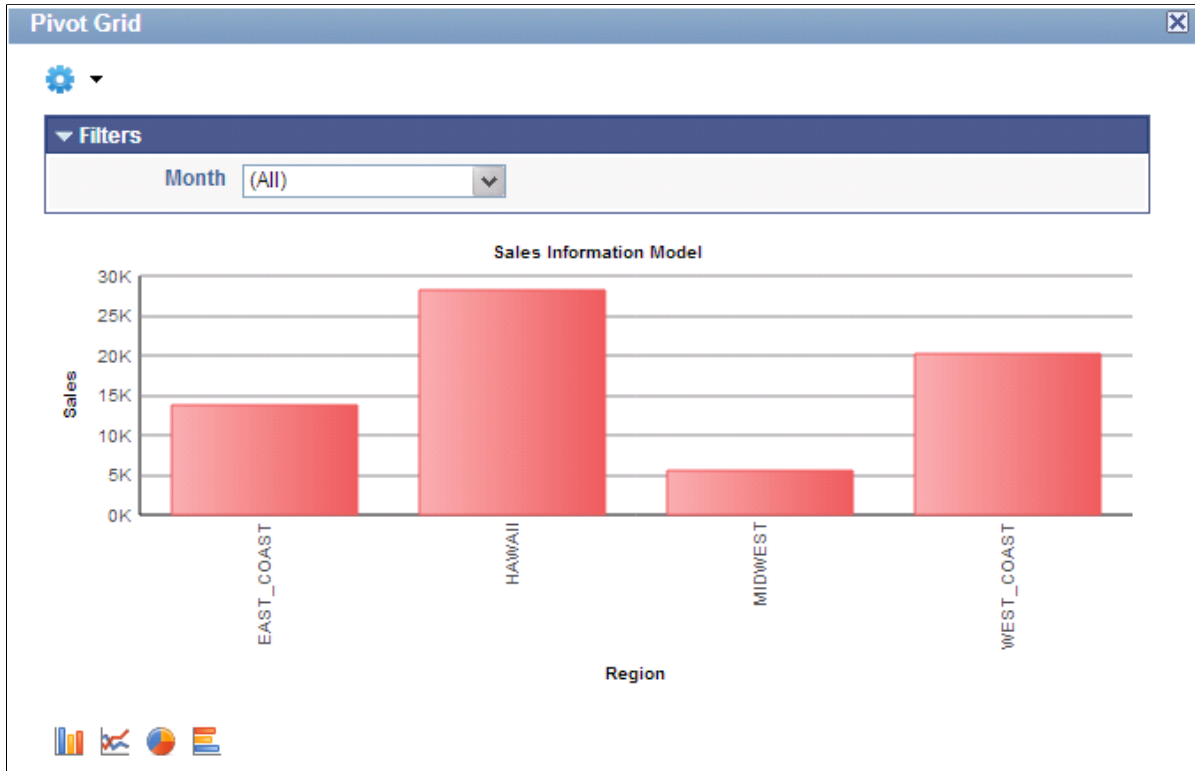 Pivot Grid
Filters
Month (All)
Sales Information Model
30K
25K
20K
15K
10K
5K
0K
Sales
EAST_COAST
HAWAII
MIDWEST
WEST_COAST
Region